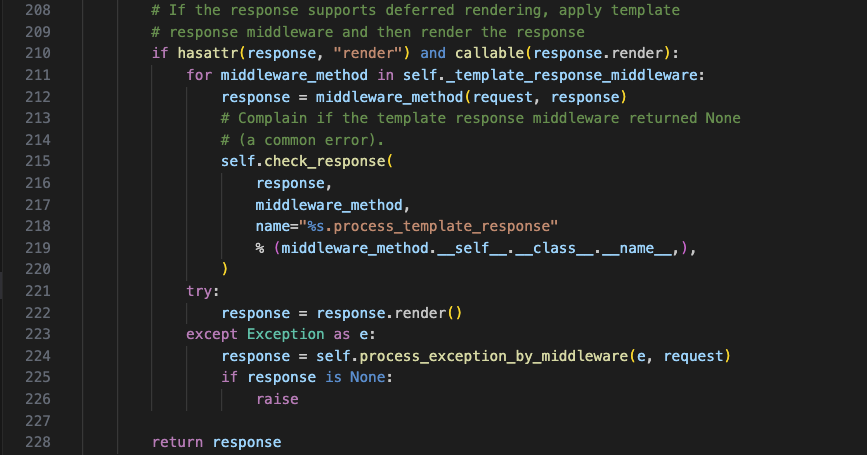 208 # If the response supports deferred rendering, apply template
209 # response middleware and then render the response
210 if hasattr(response, "render") and callable(response.render):
211 for middleware_method in self._template_response_middleware:
212 response = middleware_method(request, response)
213 # Complain if the template response middleware returned None
214 # (a common error).
215 self.check_response(
216 response,
217 middleware_method,
218 name="%s.process_template_response"
219 % (middleware_method.__self__.__class__.__name__,),
220 )
221 try:
222 response = response.render()
223 except Exception as e:
224 response = self.process_exception_by_middleware(e, request)
225 if response is None:
226 raise
227
228 return response